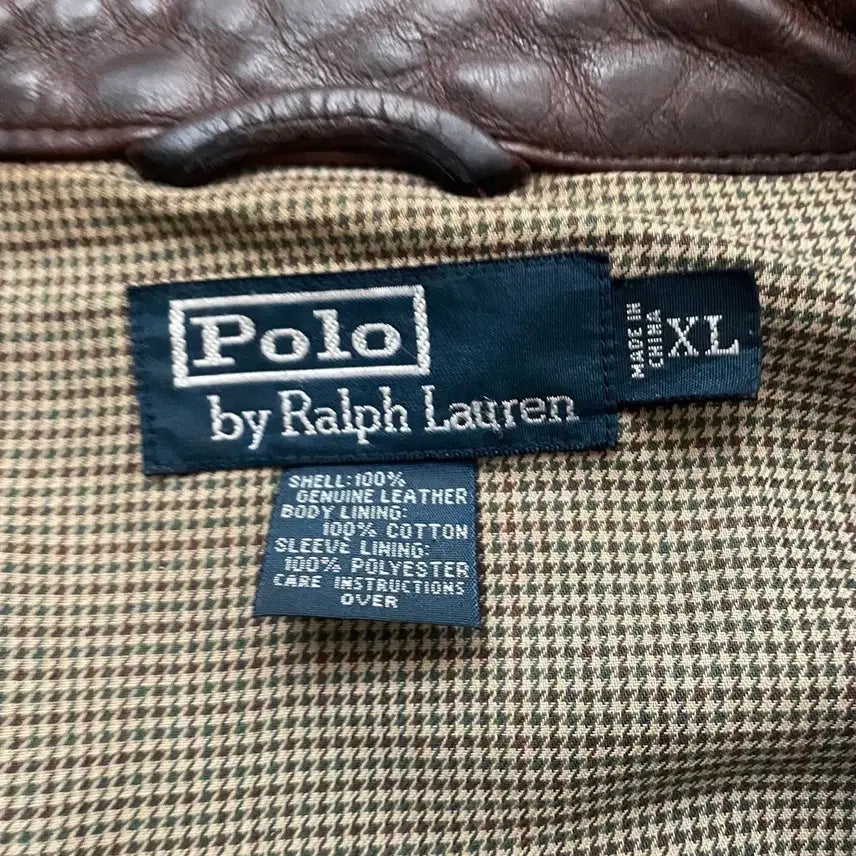 Polo
by Ralph Lauren
MADE IN
CHINA
XL
SHELL: 100%
GENUINE LEATHER
BODY LINING:
100% COTTON
SLEEVE LINING:
100% POLYESTER
CARE INSTRUCTIONS
OVER